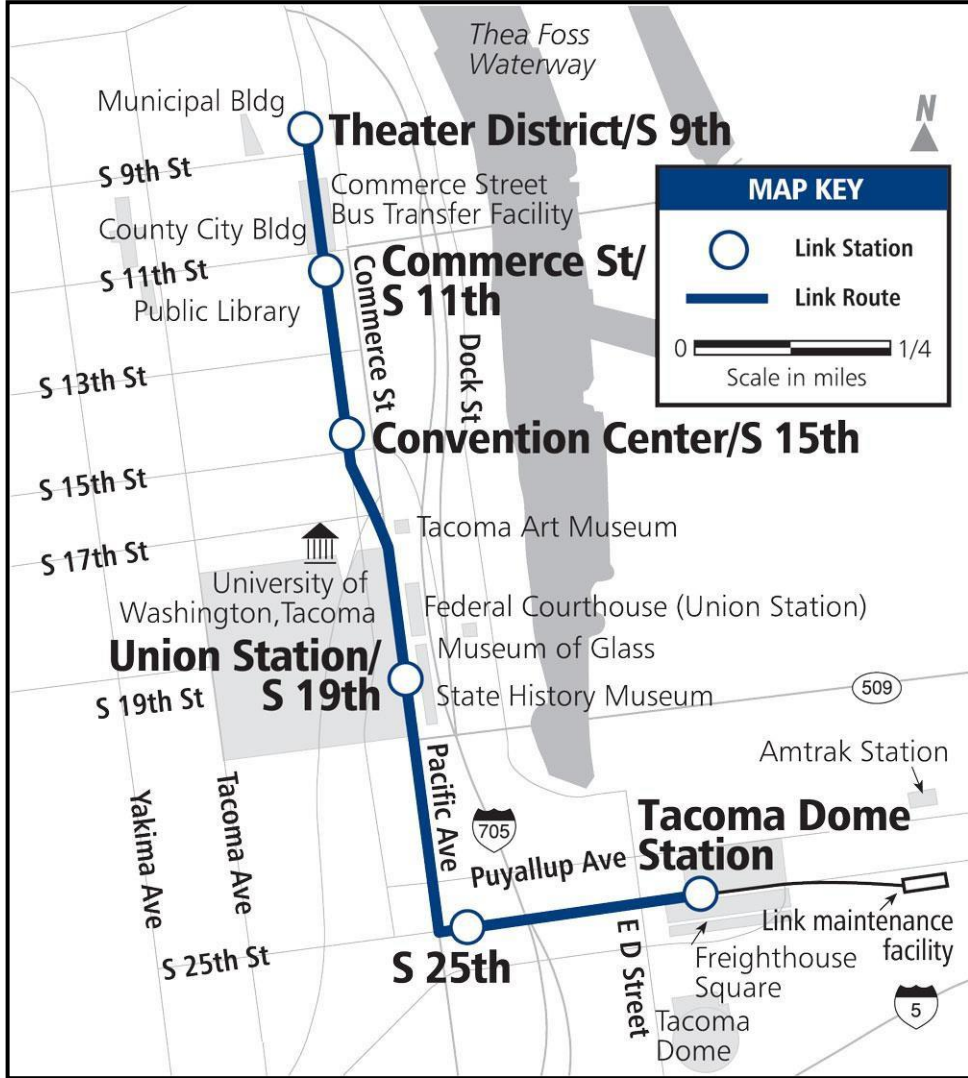 Thea Foss
Waterway
Municipal Bldg
Theater District/S 9th
N
S 9th St
Commerce Street
Bus Transfer Facility
MAP KEY
Link Station
Link Route
0 1/4
Scale in miles
County City Bldg
S 11th St
Commerce St/
S 11th
Public Library
Commerce St
Dock St
S 13th St
Convention Center/S 15th
S 15th St
Tacoma Art Museum
S 17th St
University of
Washington,Tacoma
Federal Courthouse (Union Station)
Museum of Glass
Union Station/
S 19th
State History Museum
S 19th St
509
Amtrak Station
Pacific Ave
Yakima Ave
Tacoma Ave
705
Tacoma Dome
Station
Puyallup Ave
Link maintenance
facility
S 25th St
S 25th
E D Street
Freighthouse
Square
5
Tacoma
Dome